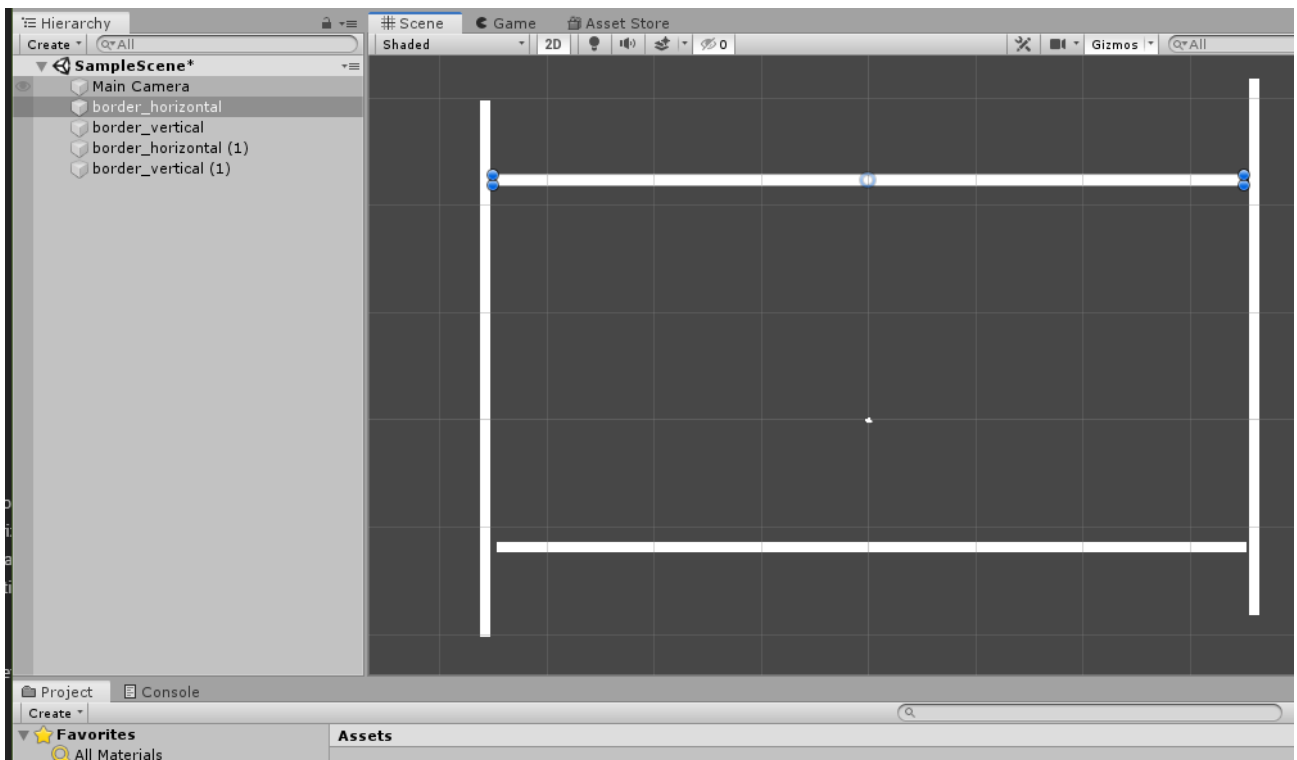 Hierarchy
Scene Game Asset Store
Create All
Shaded 2D 0 Gizmos All
SampleScene*
Main Camera
border_horizontal
border_vertical
border_horizontal (1)
border_vertical (1)
Project Console
Create
Favorites Assets
All Materials